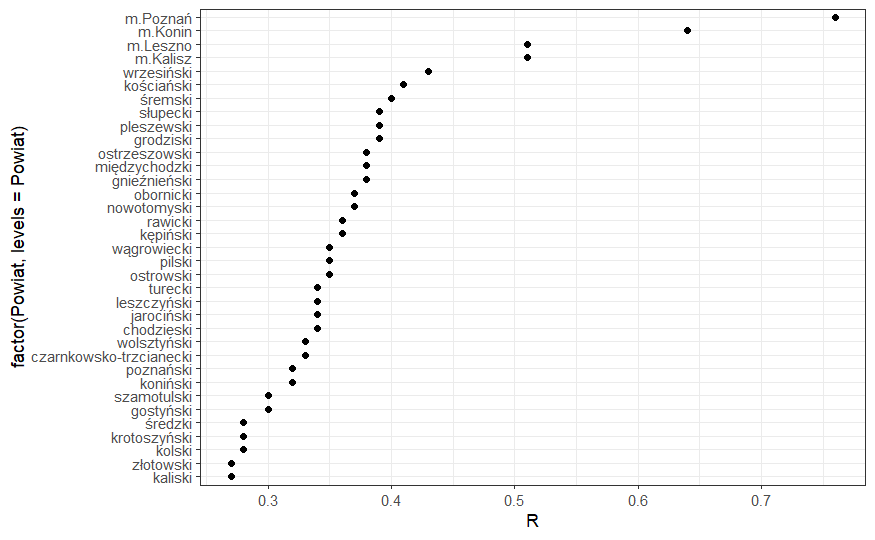 m.Poznań
m.Konin
m.Leszno
m.Kalisz
wrzesiński
kościański
śremski
słupecki
pleszewski
grodziski
ostrzeszowski
międzychodzki
gnieźnieński
obornicki
nowotomyski
rawicki
kępiński
wągrowiecki
pilski
ostrowski
turecki
leszczyński
jarociński
chodzieski
wolsztyński
czarnkowsko-trzcianecki
poznański
koniński
szamotulski
gostyński
średzki
krotoszyński
kolski
złotowski
kaliski
factor(Powiat, levels = Powiat)
0.3 0.4 0.5 0.6 0.7
R